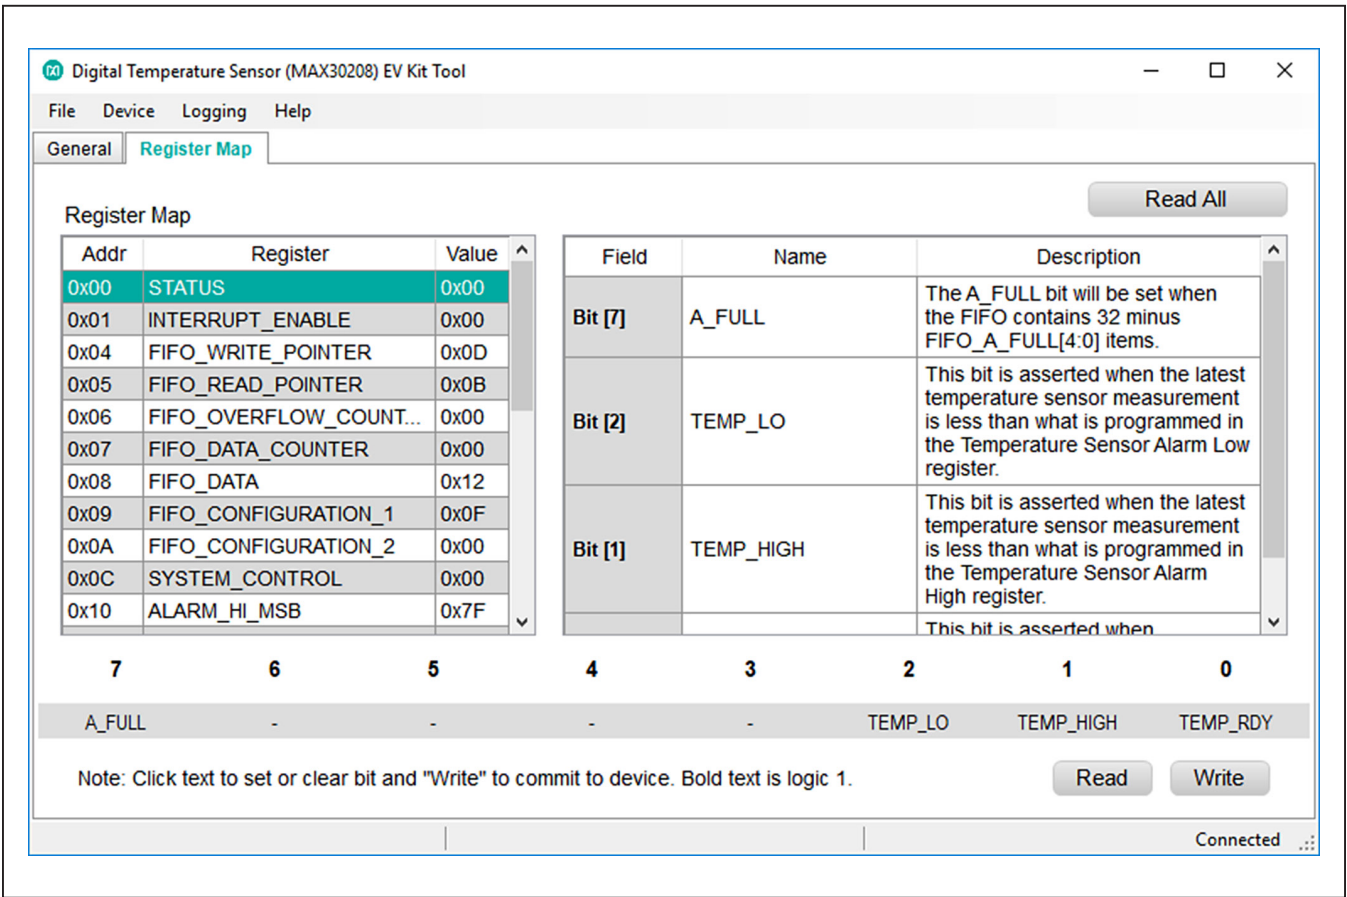 Digital Temperature Sensor (MAX30208) EV Kit Tool
File Device Logging Help
General Register Map
Read All
Register Map
Addr Register Value
0x00 STATUS 0x00
0x01 INTERRUPT_ENABLE 0x00
0x04 FIFO_WRITE_POINTER 0x0D
0x05 FIFO_READ_POINTER 0x0B
0x06 FIFO_OVERFLOW_COUNT... 0x00
0x07 FIFO_DATA_COUNTER 0x00
0x08 FIFO_DATA 0x12
0x09 FIFO_CONFIGURATION_1 0x0F
0x0A FIFO_CONFIGURATION_2 0x00
0x0C SYSTEM_CONTROL 0x00
0x10 ALARM_HI_MSB 0x7F
Field Name Description
Bit [7] A_FULL
The A_FULL bit will be set when
the FIFO contains 32 minus
FIFO_A_FULL[4:0] items.
Bit [2] TEMP_LO
This bit is asserted when the latest
temperature sensor measurement
is less than what is programmed in
the Temperature Sensor Alarm Low
register.
Bit [1] TEMP_HIGH
This bit is asserted when the latest
temperature sensor measurement
is less than what is programmed in
the Temperature Sensor Alarm
High register.
This bit is asserted when
7 6 5 4 3 2 1 0
A_FULL - - - - TEMP_LO TEMP_HIGH TEMP_RDY
Note: Click text to set or clear bit and "Write" to commit to device. Bold text is logic 1.
Read Write
Connected